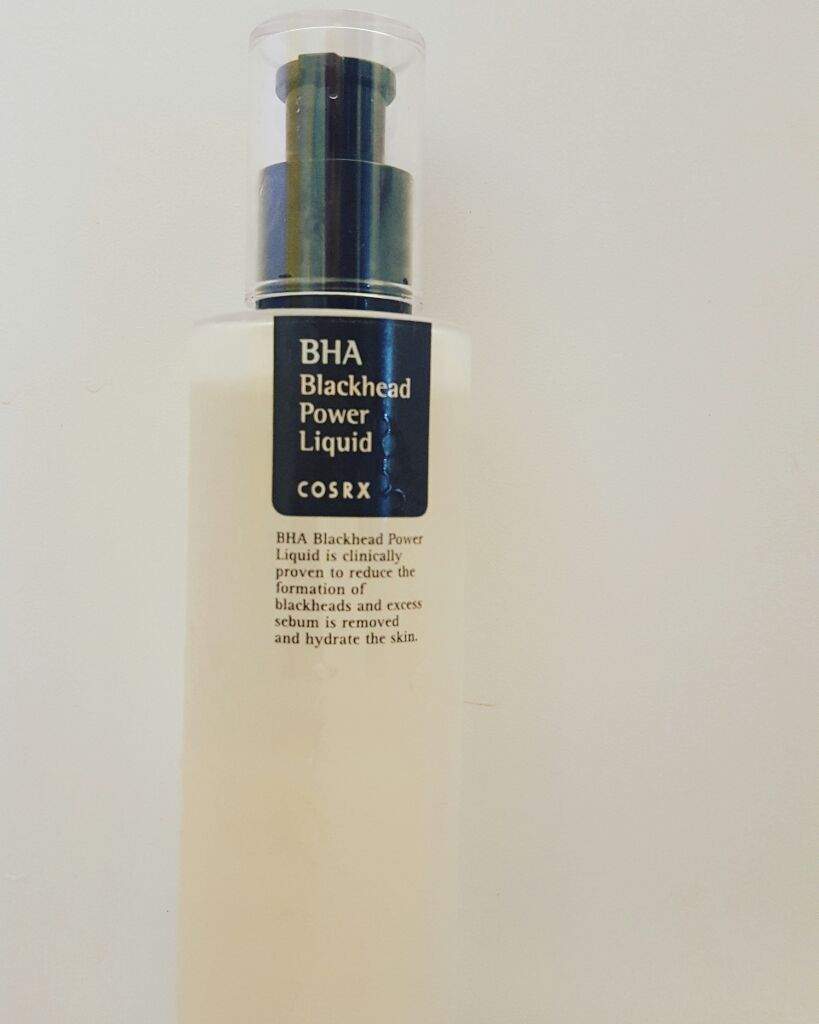 BHA
Blackhead
Power
Liquid
COSRX
BHA Blackhead Power
Liquid is clinically
proven to reduce the
formation of
blackheads and excess
sebum is removed
and hydrate the skin.